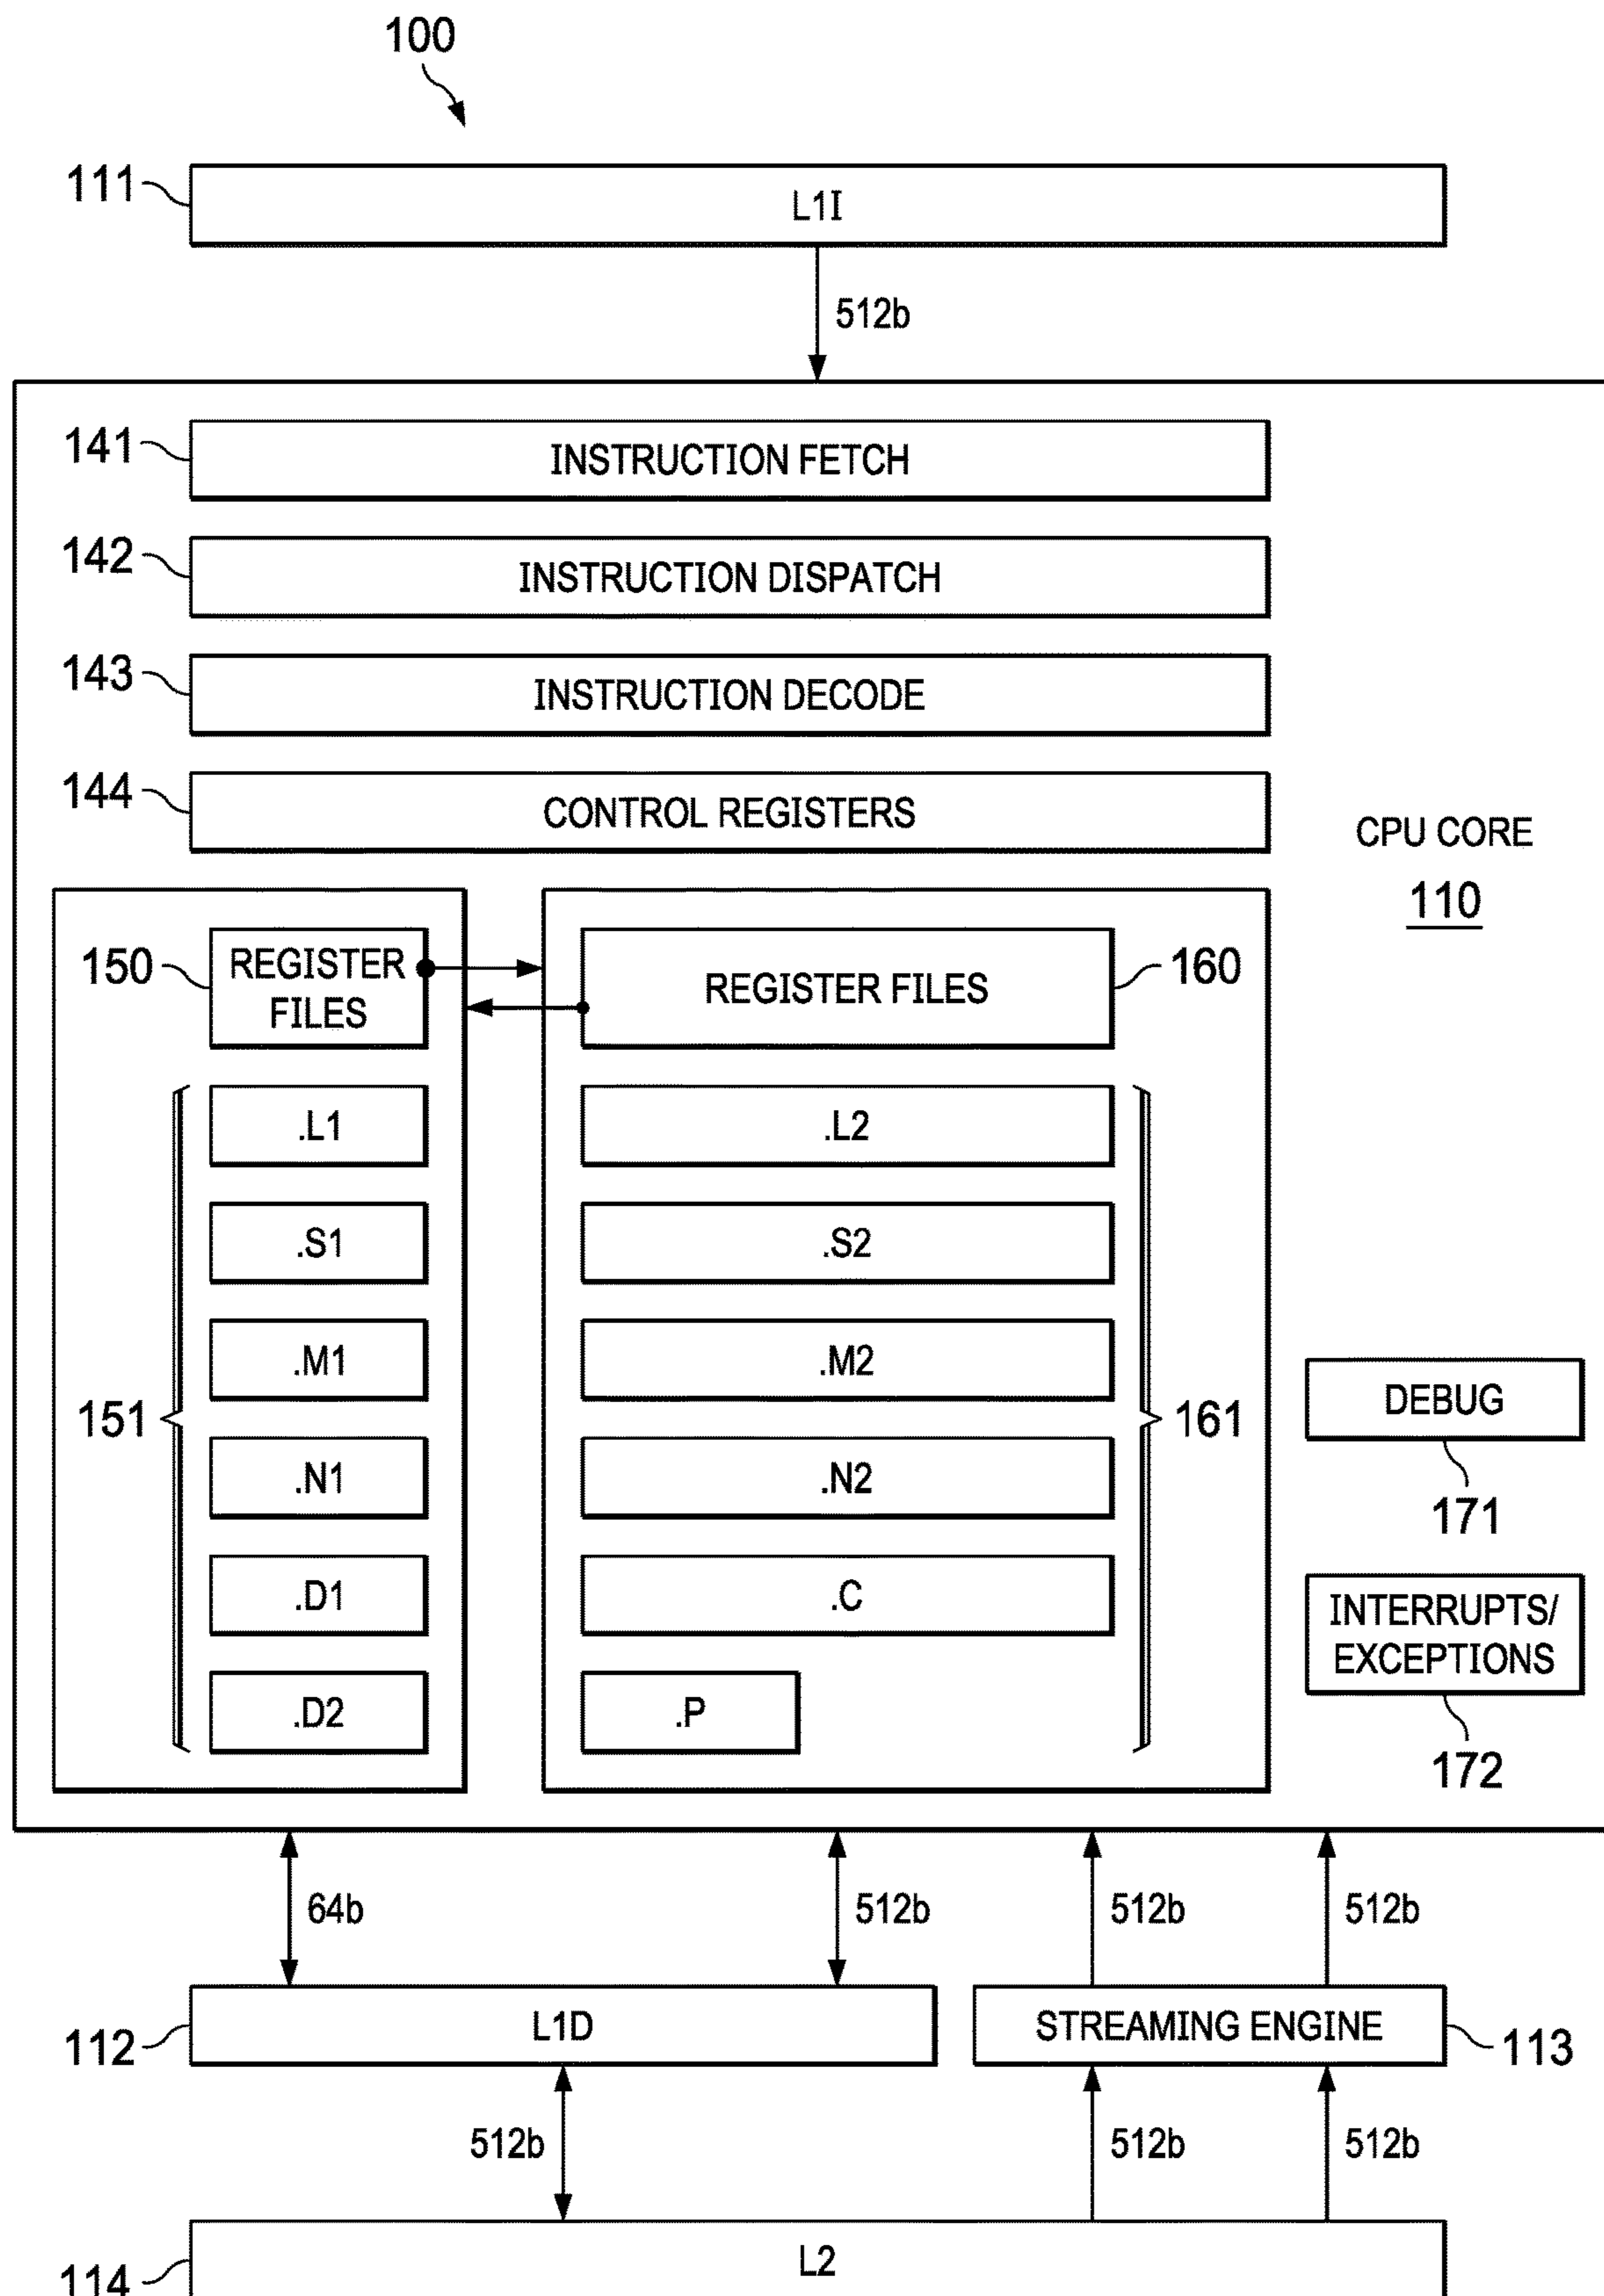 100
111
L1I
512b
141
INSTRUCTION FETCH
142
INSTRUCTION DISPATCH
143
INSTRUCTION DECODE
144
CONTROL REGISTERS
CPU CORE
110
150
REGISTER
FILES
REGISTER FILES
160
.L1
.L2
.S1
.S2
.M1
.M2
151
161
DEBUG
.N1
.N2
171
.D1
.C
INTERRUPTS/
EXCEPTIONS
.D2
.P
172
64b
512b
512b
512b
112
L1D
STREAMING ENGINE
113
512b
512b
512b
114
L2